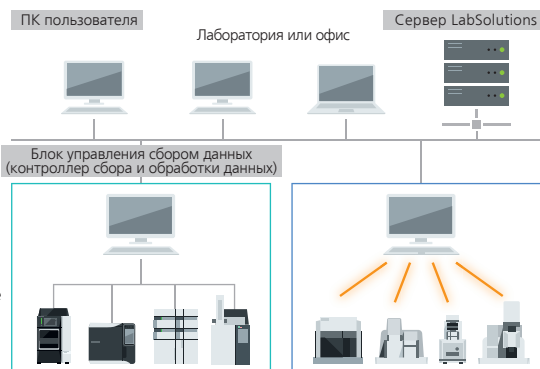 ПК пользователя
Лаборатория или офис
Сервер LabSolutions
Блок управления сбором данных
(контроллер сбора и обработки данных)